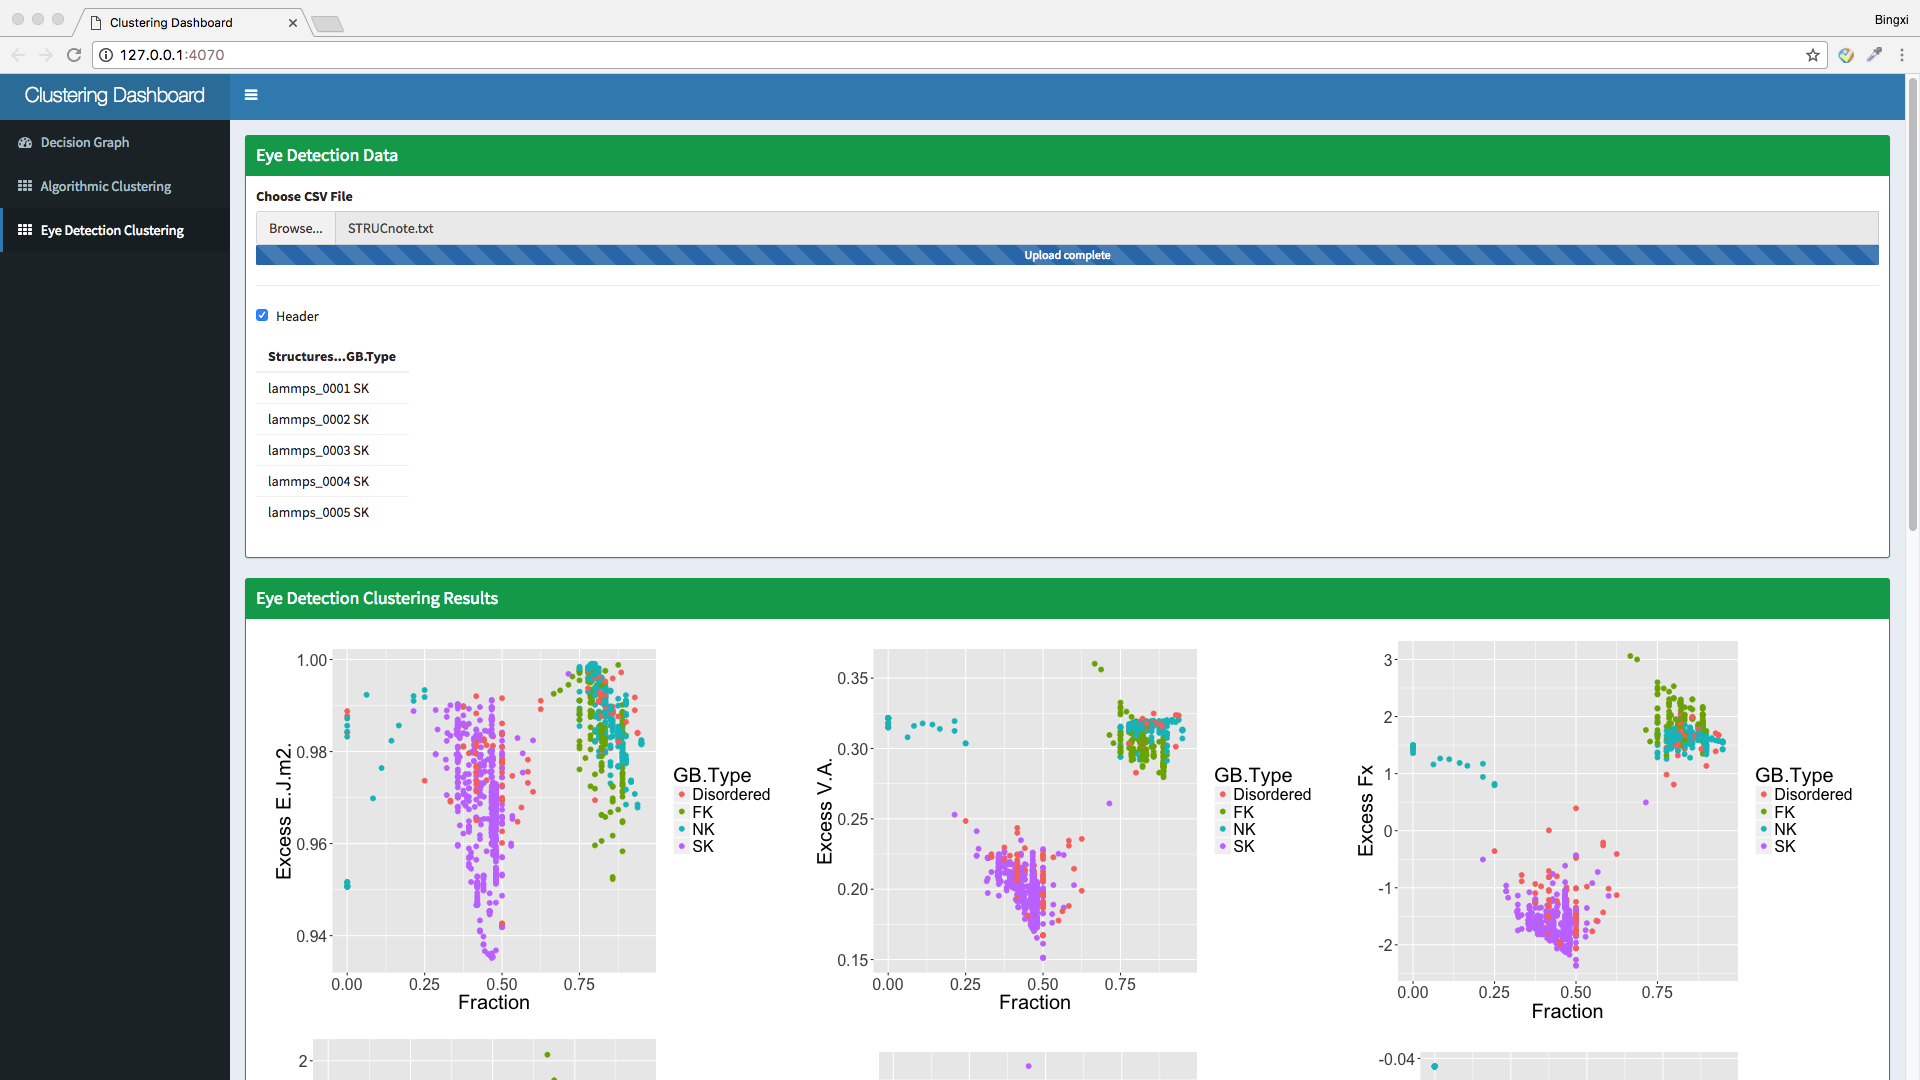 Clustering Dashboard
Bingxi
127.0.0.1:4070
Clustering Dashboard
Decision Graph
Algorithmic Clustering
Eye Detection Clustering
Eye Detection Data
Choose CSV File
Browse... STRUCnote.txt
Upload complete
Header
Structures...GB.Type
lammps_0001 SK
lammps_0002 SK
lammps_0003 SK
lammps_0004 SK
lammps_0005 SK
Eye Detection Clustering Results
1.00
0.98
0.96
0.94
Excess E.J.m2.
0.00 0.25 0.50 0.75
Fraction
GB.Type
Disordered
FK
NK
SK
0.35
0.30
0.25
0.20
0.15
Excess V.A.
0.00 0.25 0.50 0.75
Fraction
GB.Type
Disordered
FK
NK
SK
3
2
1
0
-1
-2
Excess Fx
0.00 0.25 0.50 0.75
Fraction
GB.Type
Disordered
FK
NK
SK
2
-0.04